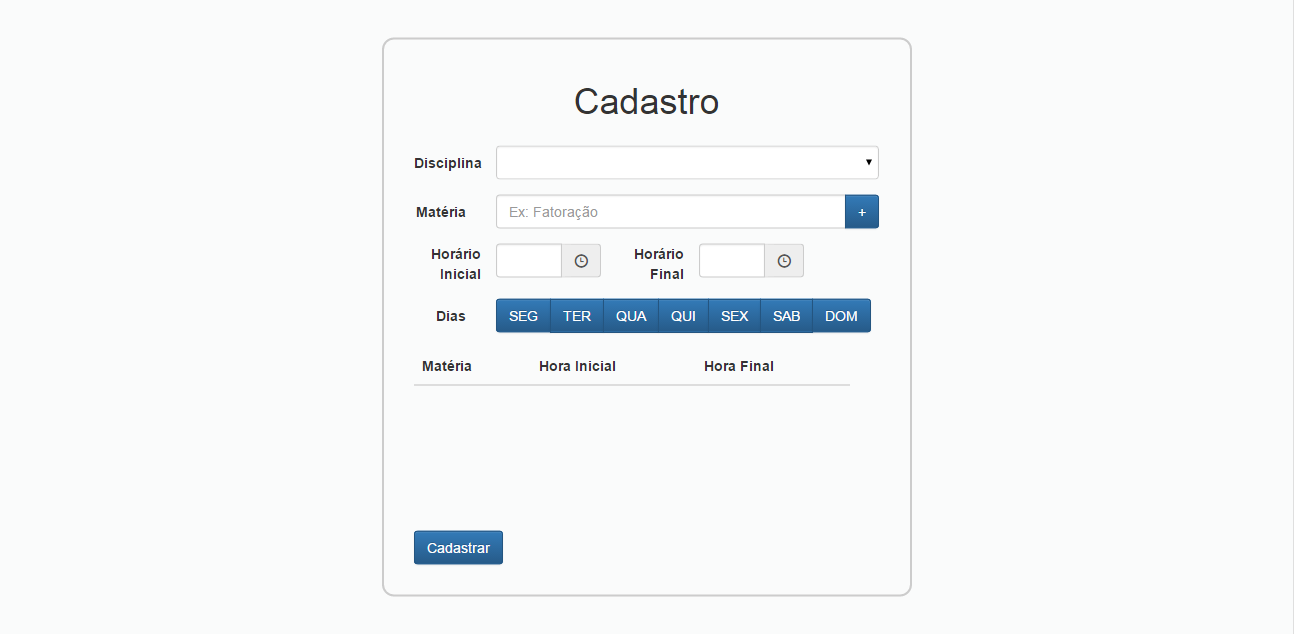 Cadastro
Disciplina
Matéria Ex: Fatoração +
Horário Inicial Horário Final
Dias SEG TER QUA QUI SEX SAB DOM
Matéria Hora Inicial Hora Final
Cadastrar